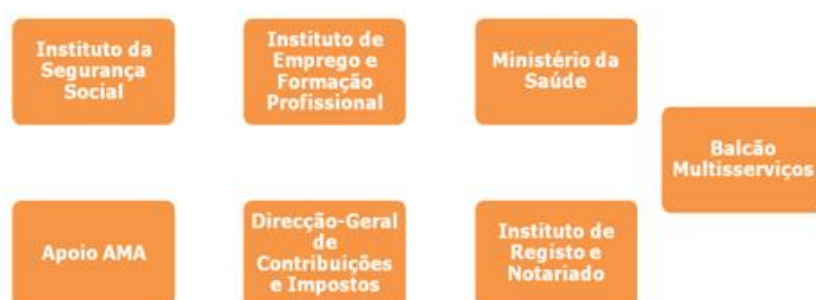 Instituto da
Segurança
Social
Instituto de
Emprego e
Formação
Profissional
Ministério da
Saúde
Balcão
Multisserviços
Apoio AMA
Direcção-Geral
de
Contribuições
e Impostos
Instituto de
Registo e
Notariado